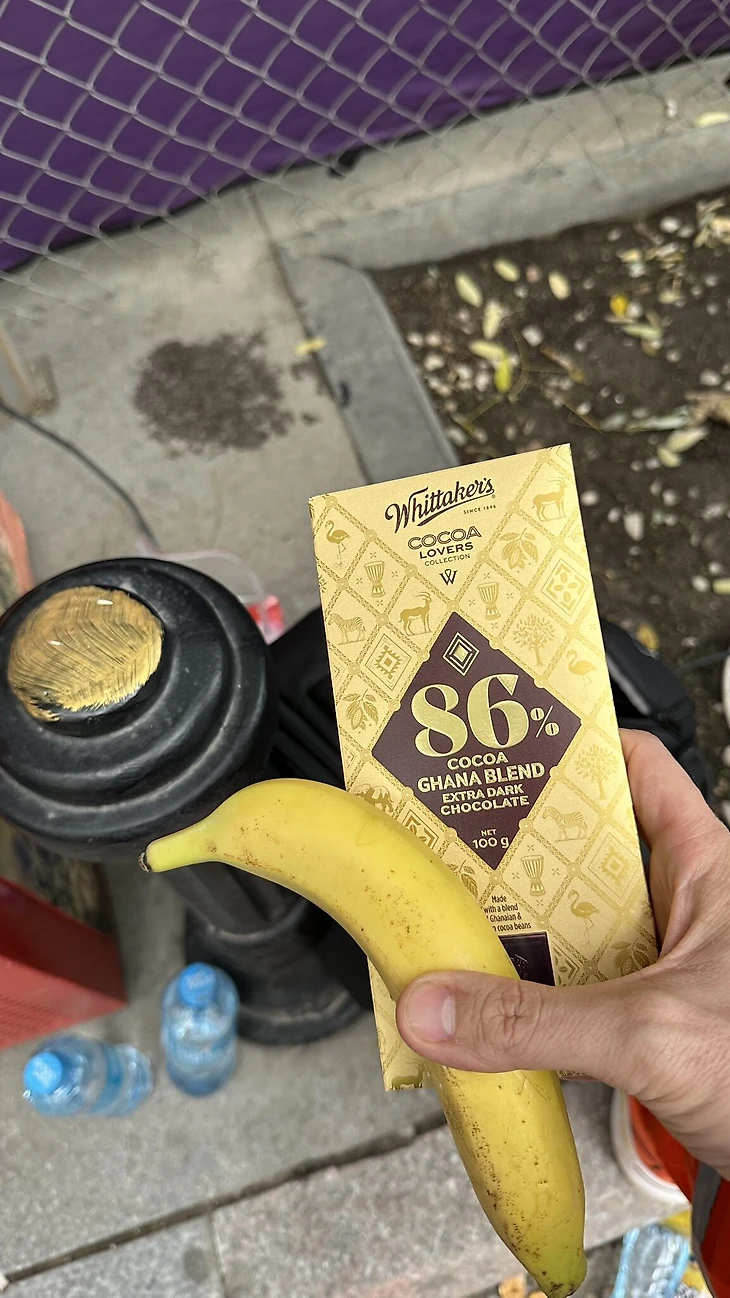 Whittaker's
SINCE 1896
COCOA
LOVERS
COLLECTION
W
86%
COCOA
GHANA BLEND
EXTRA DARK
CHOCOLATE
NET
100 g
Made
with a blend
Ghanaian &
cocoa beans